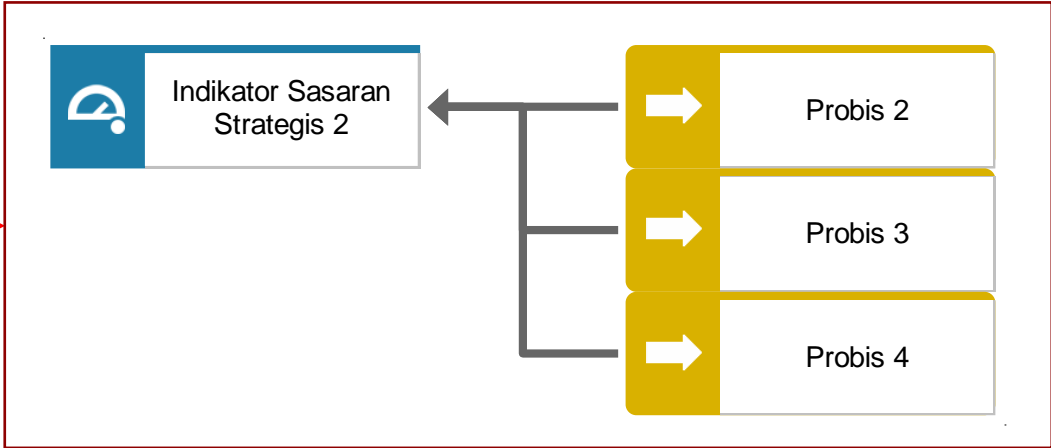 Indikator Sasaran
Strategis 2
Probis 2
Probis 3
Probis 4